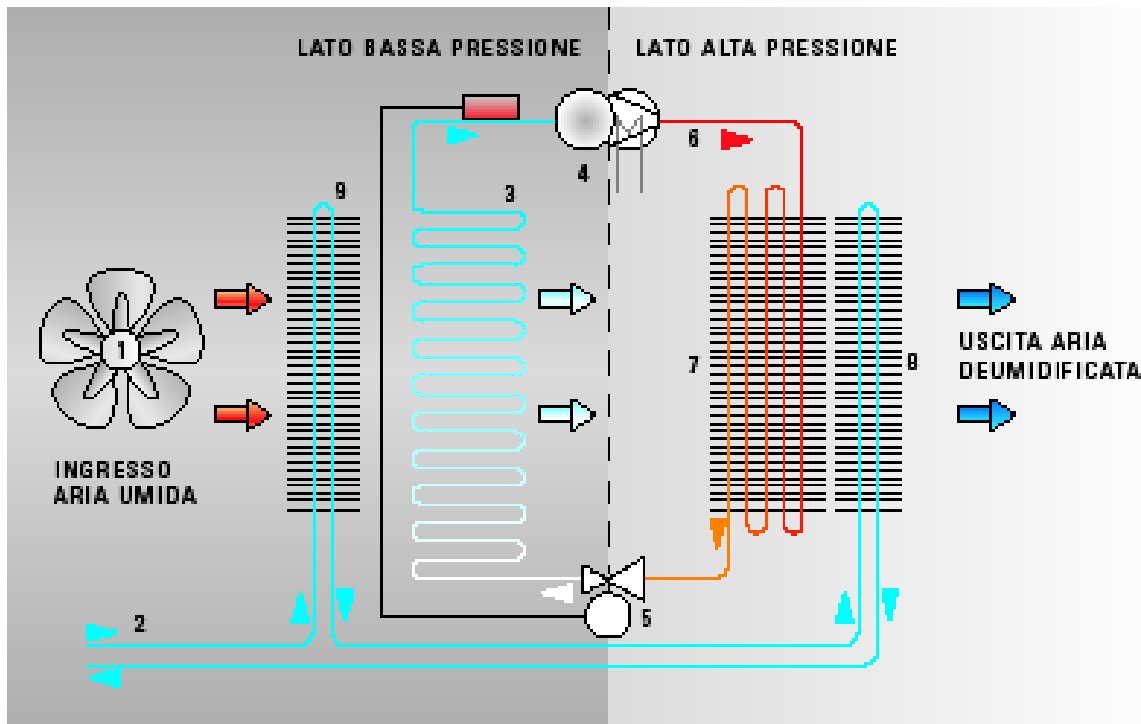 LATO BASSA PRESSIONE
LATO ALTA PRESSIONE
6
4
9
3
1
7
8
USCITA ARIA
DEUMIDIFICATA
INGRESSO
ARIA UMIDA
5
2